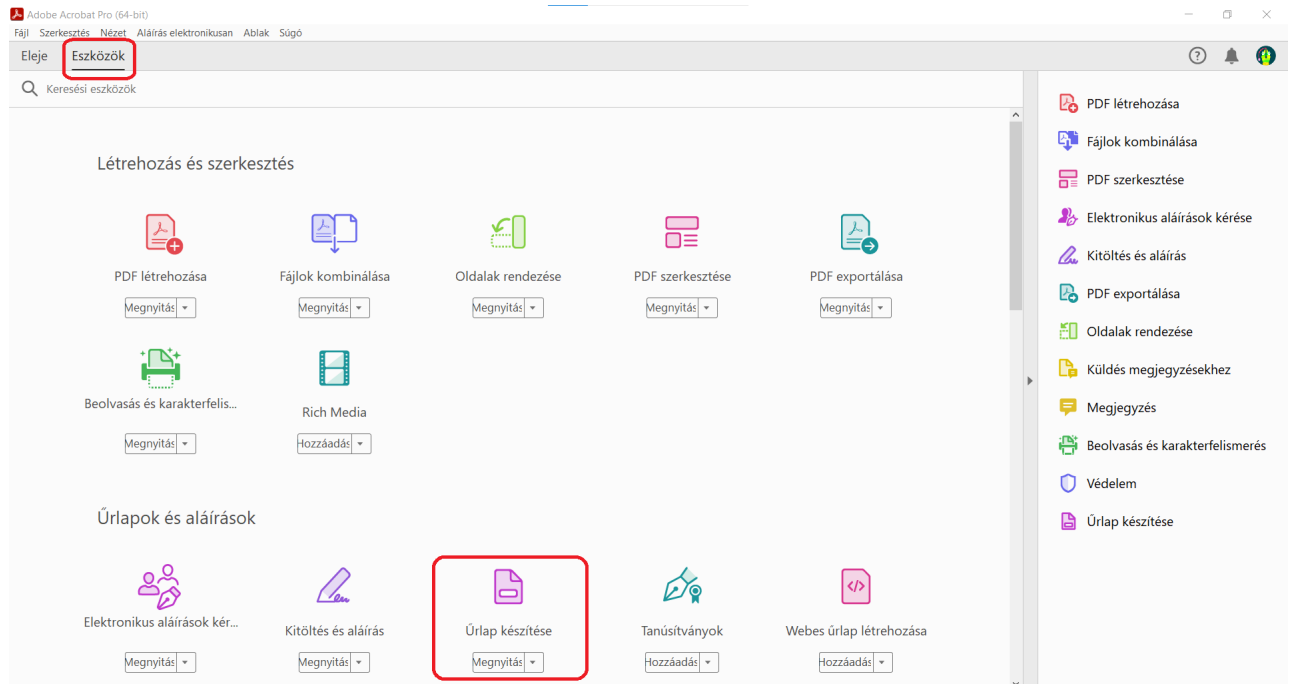 Adobe Acrobat Pro (64-bit)
Fájl Szerkesztés Nézet Aláírás elektronikusan Ablak Súgó
Eleje Eszközök
Keresési eszközök
Létrehozás és szerkesztés
PDF létrehozása Fájlok kombinálása Oldalak rendezése PDF szerkesztése PDF exportálása
Megnyitás Megnyitás Megnyitás Megnyitás Megnyitás
Beolvasás és karakterfelis... Rich Media
Megnyitás Hozzáadás
Űrlapok és aláírások
Elektronikus aláírások kér... Kitöltés és aláírás Űrlap készítése Tanúsítványok Webes űrlap létrehozása
Megnyitás Megnyitás Megnyitás Hozzáadás Hozzáadás
PDF létrehozása
Fájlok kombinálása
PDF szerkesztése
Elektronikus aláírások kérése
Kitöltés és aláírás
PDF exportálása
Oldalak rendezése
Küldés megjegyzésekhez
Megjegyzés
Beolvasás és karakterfelismerés
Védelem
Űrlap készítése